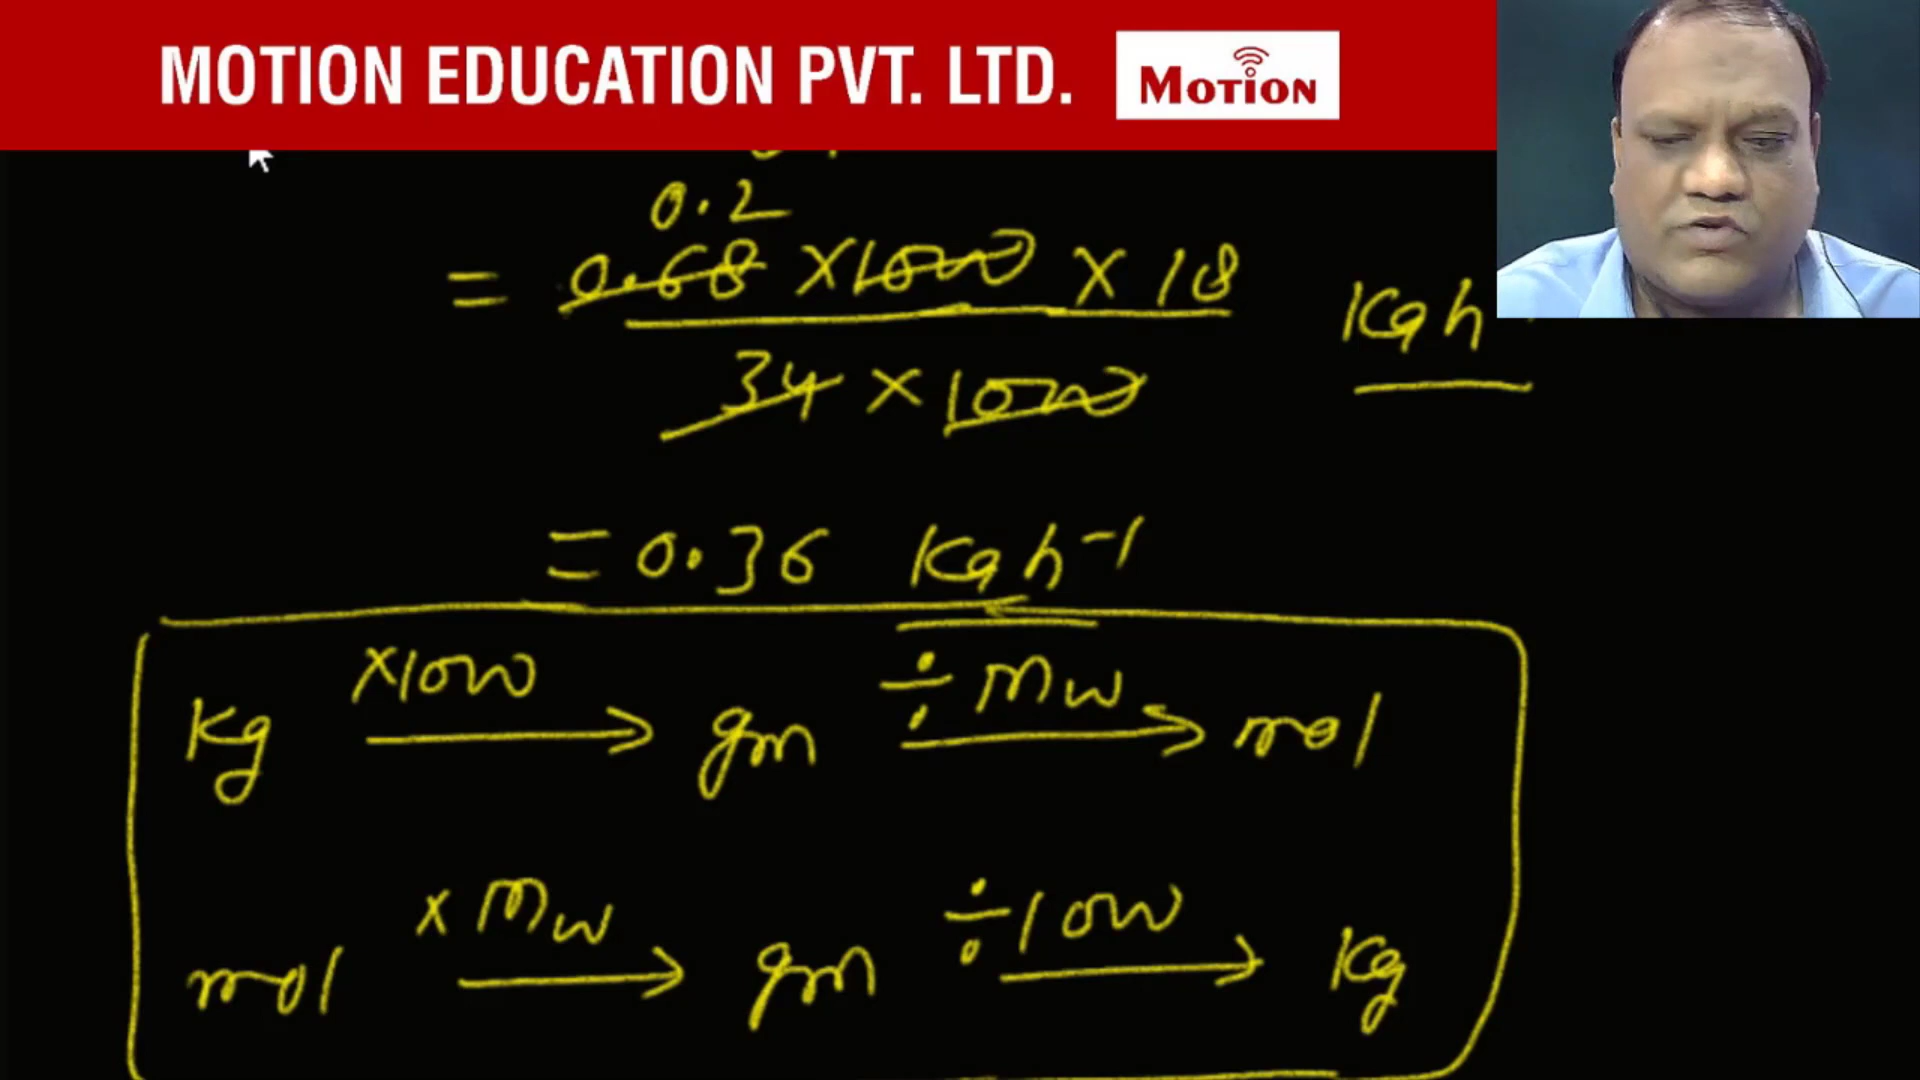 MOTION EDUCATION PVT. LTD.
MOTION
0.2
= 0.68 × 1000 × 18
34 × 1000
Kg h
= 0.36 Kg h⁻¹
Kg ×1000 → gm ÷ Mw → mol
mol × Mw → gm ÷ 1000 → Kg